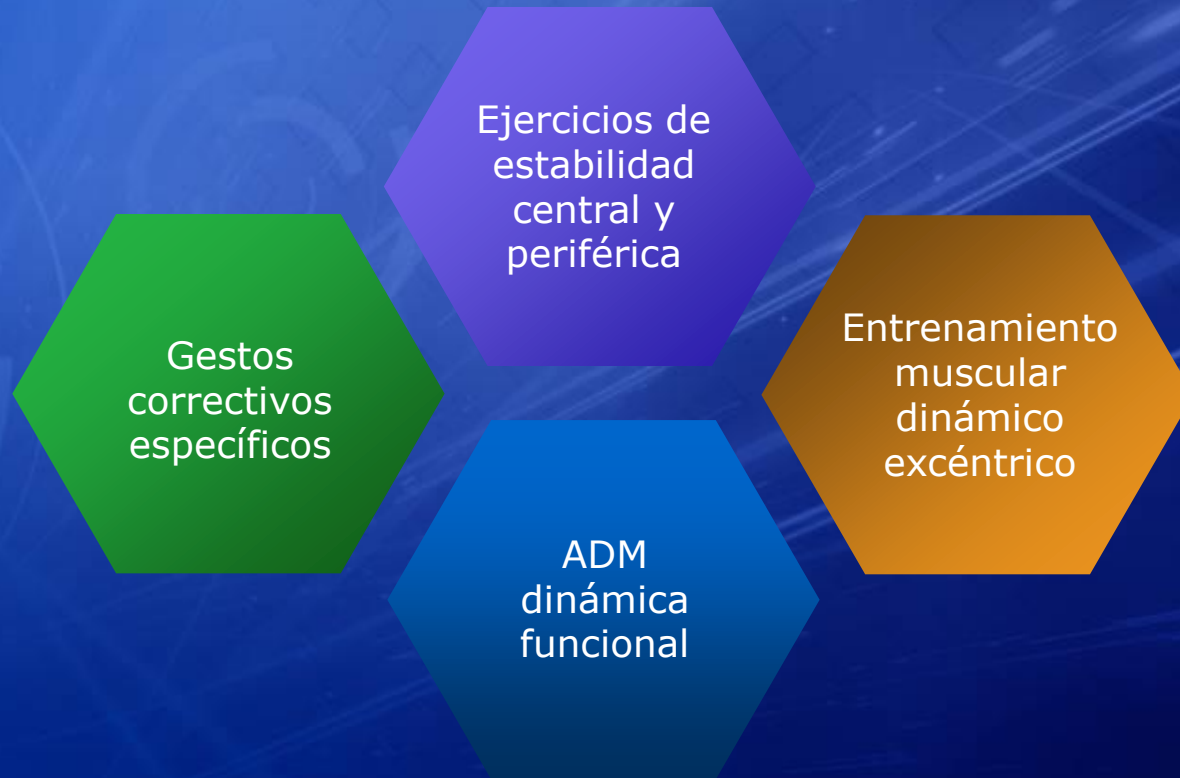 Ejercicios de
estabilidad
central y
periférica
Gestos
correctivos
específicos
Entrenamiento
muscular
dinámico
excéntrico
ADM
dinámica
funcional